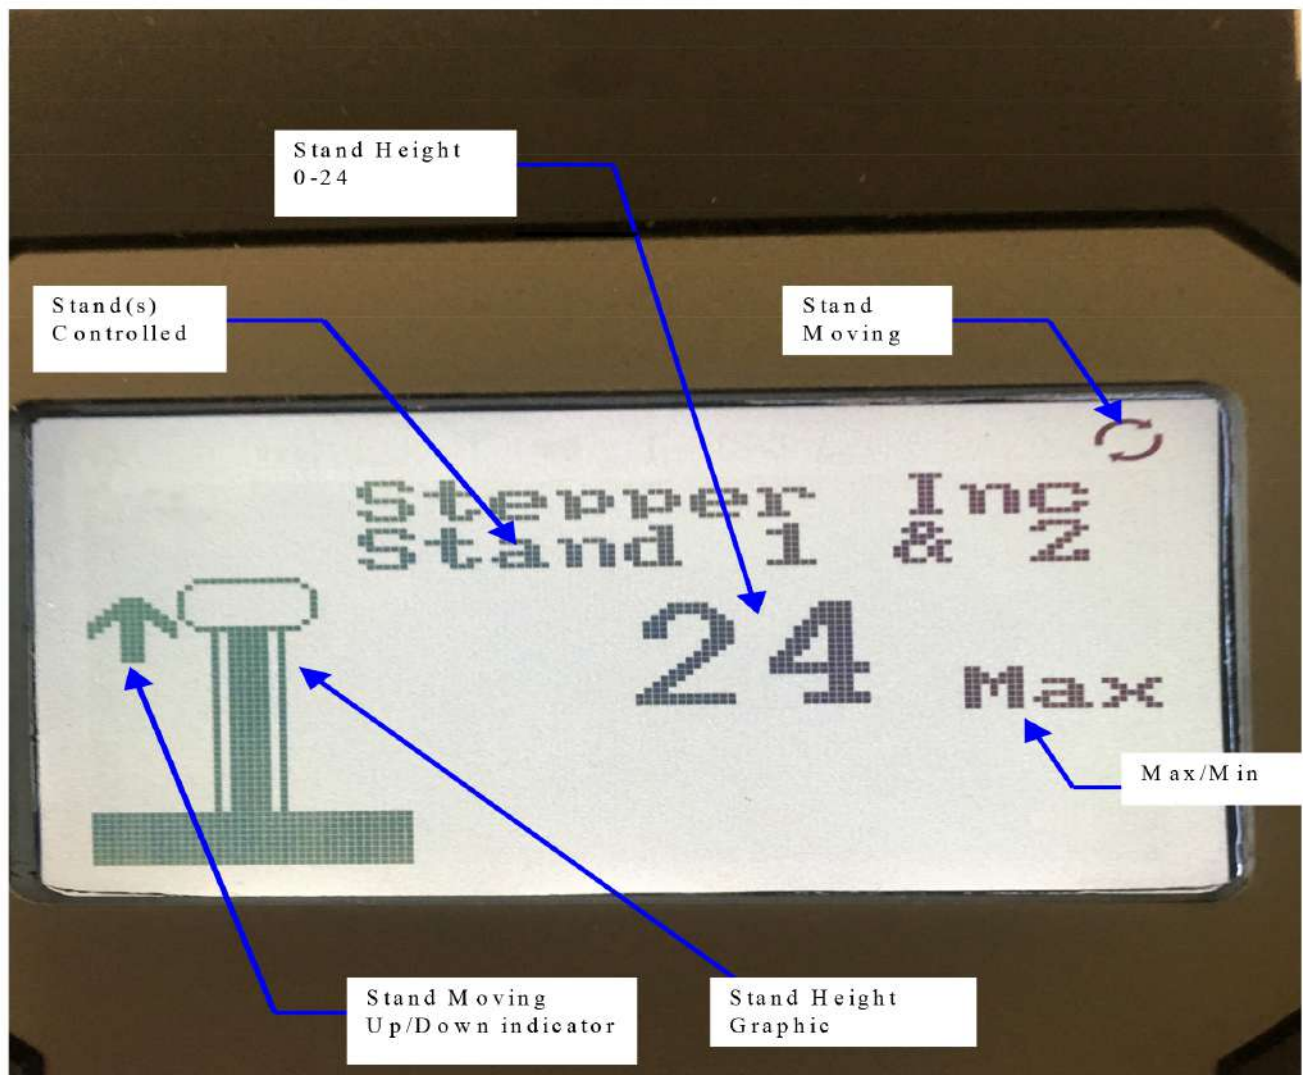 Stand Height
0-24
Stand(s)
Controlled
Stand
Moving
Stepper Inc
Stand 1 & 2
24
Max
Max/Min
Stand Moving
Up/Down indicator
Stand Height
Graphic